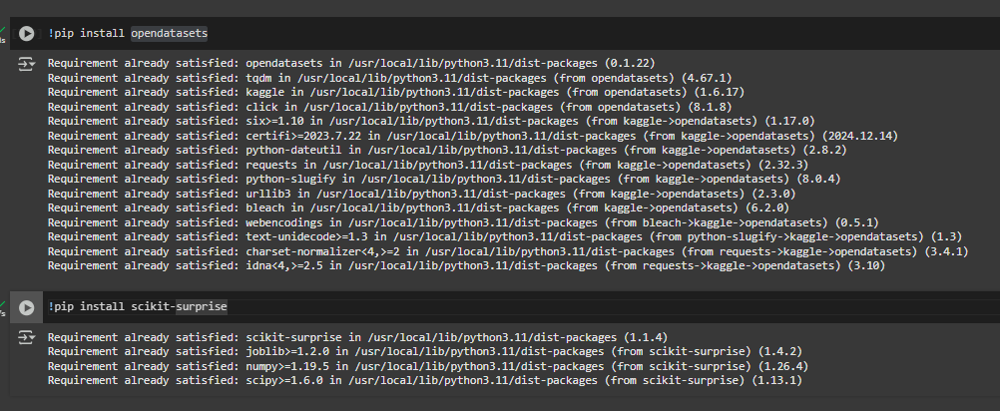 !pip install opendatasets
Requirement already satisfied: opendatasets in /usr/local/lib/python3.11/dist-packages (0.1.22)
Requirement already satisfied: tqdm in /usr/local/lib/python3.11/dist-packages (from opendatasets) (4.67.1)
Requirement already satisfied: kaggle in /usr/local/lib/python3.11/dist-packages (from opendatasets) (1.6.17)
Requirement already satisfied: click in /usr/local/lib/python3.11/dist-packages (from opendatasets) (8.1.8)
Requirement already satisfied: six>=1.10 in /usr/local/lib/python3.11/dist-packages (from kaggle->opendatasets) (1.17.0)
Requirement already satisfied: certifi>=2023.7.22 in /usr/local/lib/python3.11/dist-packages (from kaggle->opendatasets) (2024.12.14)
Requirement already satisfied: python-dateutil in /usr/local/lib/python3.11/dist-packages (from kaggle->opendatasets) (2.8.2)
Requirement already satisfied: requests in /usr/local/lib/python3.11/dist-packages (from kaggle->opendatasets) (2.32.3)
Requirement already satisfied: python-slugify in /usr/local/lib/python3.11/dist-packages (from kaggle->opendatasets) (8.0.4)
Requirement already satisfied: urllib3 in /usr/local/lib/python3.11/dist-packages (from kaggle->opendatasets) (2.3.0)
Requirement already satisfied: bleach in /usr/local/lib/python3.11/dist-packages (from kaggle->opendatasets) (6.2.0)
Requirement already satisfied: webencodings in /usr/local/lib/python3.11/dist-packages (from bleach->kaggle->opendatasets) (0.5.1)
Requirement already satisfied: text-unidecode>=1.3 in /usr/local/lib/python3.11/dist-packages (from python-slugify->kaggle->opendatasets) (1.3)
Requirement already satisfied: charset-normalizer<4,>=2 in /usr/local/lib/python3.11/dist-packages (from requests->kaggle->opendatasets) (3.4.1)
Requirement already satisfied: idna<4,>=2.5 in /usr/local/lib/python3.11/dist-packages (from requests->kaggle->opendatasets) (3.10)
!pip install scikit-surprise
Requirement already satisfied: scikit-surprise in /usr/local/lib/python3.11/dist-packages (1.1.4)
Requirement already satisfied: joblib>=1.2.0 in /usr/local/lib/python3.11/dist-packages (from scikit-surprise) (1.4.2)
Requirement already satisfied: numpy>=1.19.5 in /usr/local/lib/python3.11/dist-packages (from scikit-surprise) (1.26.4)
Requirement already satisfied: scipy>=1.6.0 in /usr/local/lib/python3.11/dist-packages (from scikit-surprise) (1.13.1)